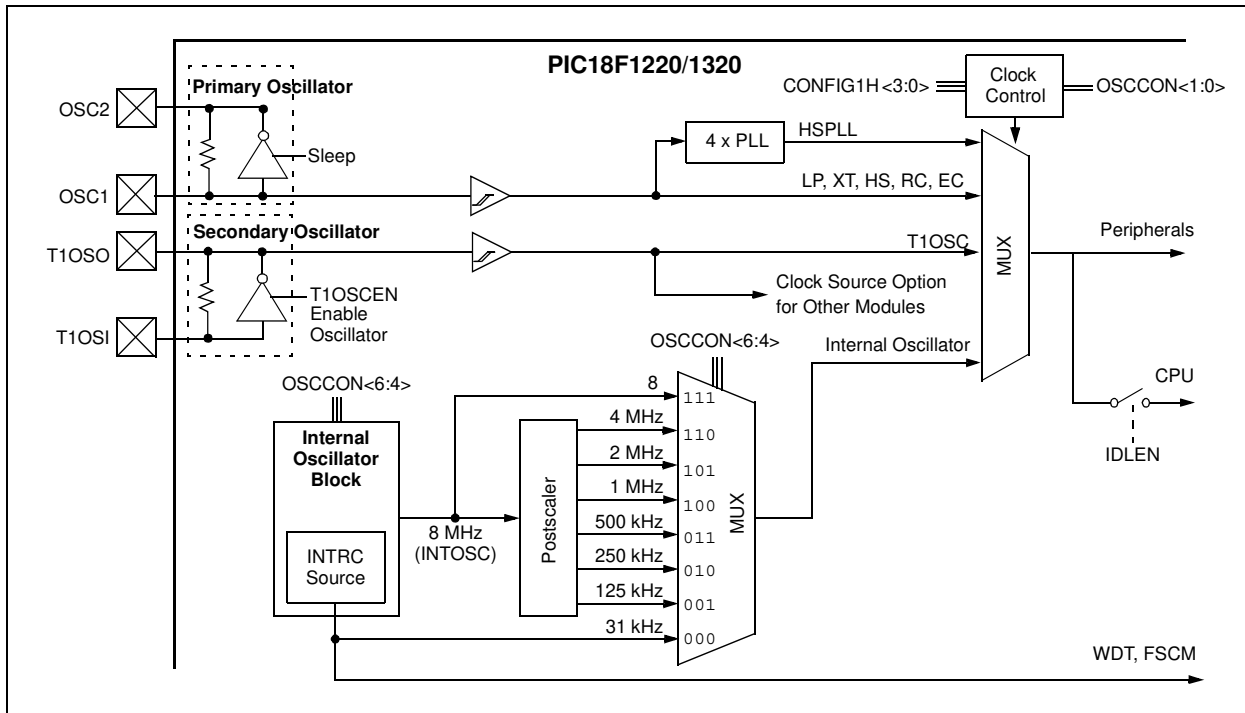 PIC18F1220/1320
Primary Oscillator
OSC2
Sleep
OSC1
Secondary Oscillator
T1OSO
T1OSCEN
Enable
Oscillator
T1OSI
CONFIG1H <3:0>
Clock
Control
OSCCON<1:0>
4 x PLL
HSPLL
LP, XT, HS, RC, EC
T1OSC
Clock Source Option
for Other Modules
Internal Oscillator
MUX
Peripherals
CPU
IDLEN
OSCCON<6:4>
Internal
Oscillator
Block
INTRC
Source
8 MHz
(INTOSC)
Postscaler
OSCCON<6:4>
8
111
4 MHz
110
2 MHz
101
1 MHz
100
500 kHz
011
250 kHz
010
125 kHz
001
31 kHz
000
MUX
WDT, FSCM